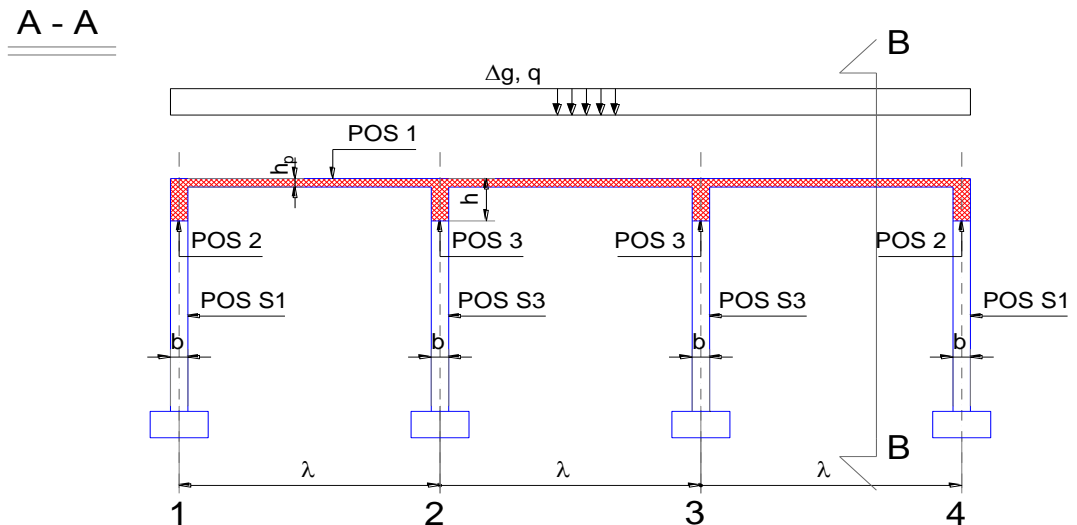 A - A
B
Δg, q
POS 1
hp
h
POS 2
POS 3
POS 3
POS 2
POS S1
POS S3
POS S3
POS S1
b
b
b
b
B
λ
λ
λ
1
2
3
4